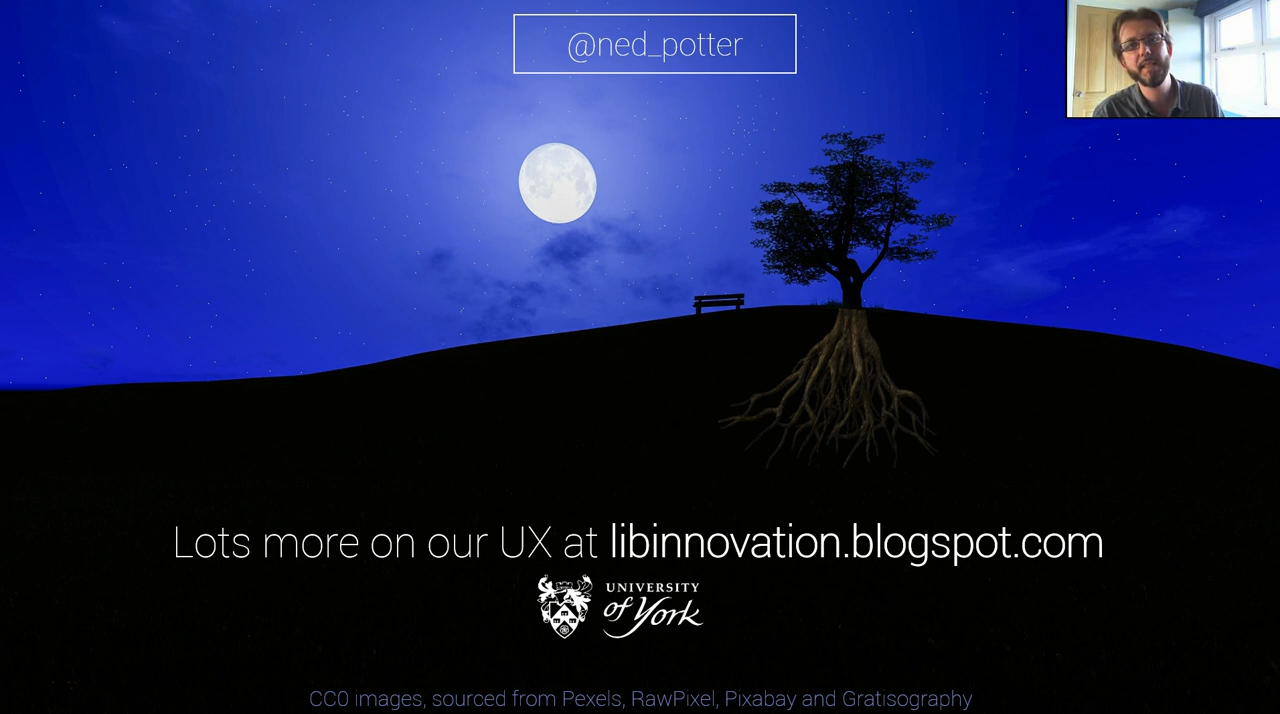 @ned_potter
Lots more on our UX at libinnovation.blogspot.com
UNIVERSITY
of York
CC0 images, sourced from Pexels, RawPixel, Pixabay and Gratisography